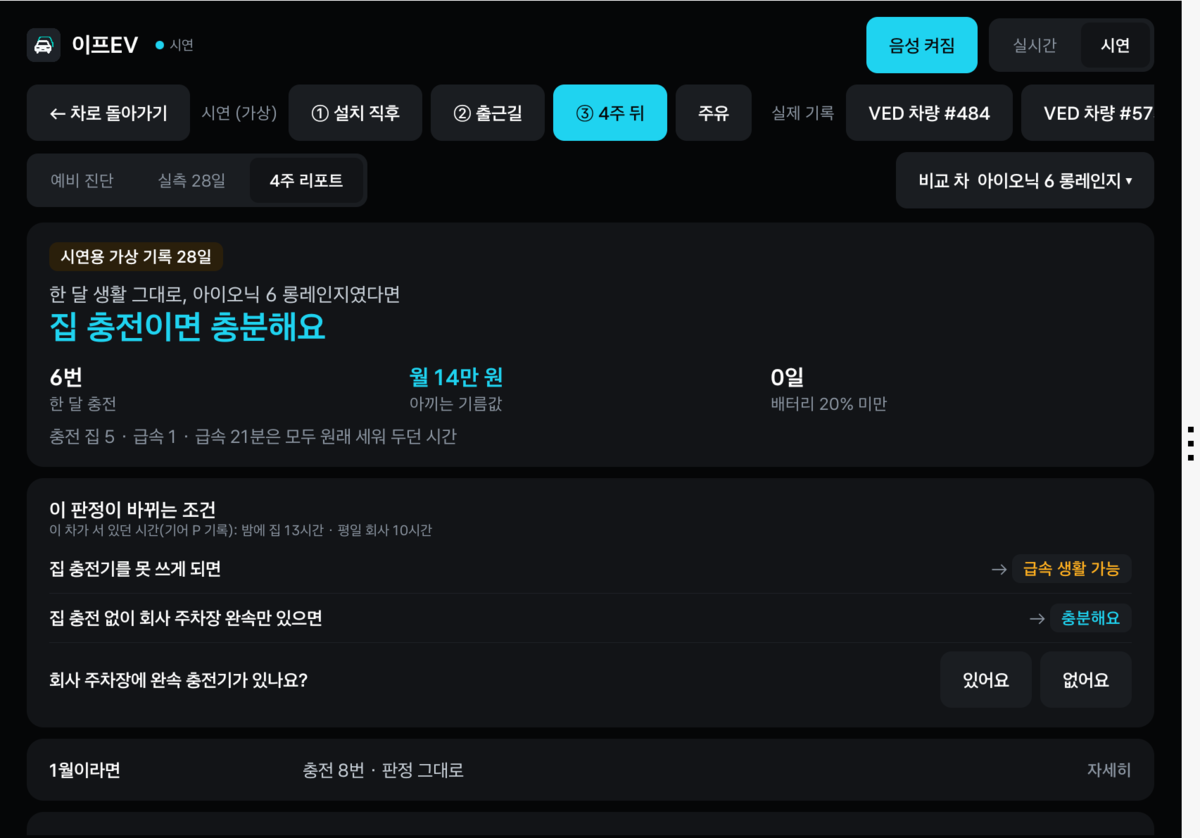 이프EV 시연 음성 켜짐 실시간 시연
← 차로 돌아가기 시연 (가상) ① 설치 직후 ② 출근길 ③ 4주 뒤 주유 실제 기록 VED 차량 #484 VED 차량 #57
예비 진단 실측 28일 4주 리포트 비교 차 아이오닉 6 롱레인지 ▾
시연용 가상 기록 28일
한 달 생활 그대로, 아이오닉 6 롱레인지였다면
집 충전이면 충분해요
6번 월 14만 원 0일
한 달 충전 아끼는 기름값 배터리 20% 미만
충전 집 5 · 급속 1 · 급속 21분은 모두 원래 세워 두던 시간
이 판정이 바뀌는 조건
이 차가 서 있던 시간(기어 P 기록): 밤에 집 13시간 · 평일 회사 10시간
집 충전기를 못 쓰게 되면 → 급속 생활 가능
집 충전 없이 회사 주차장 완속만 있으면 → 충분해요
회사 주차장에 완속 충전기가 있나요? 있어요 없어요
1월이라면 충전 8번 · 판정 그대로 자세히